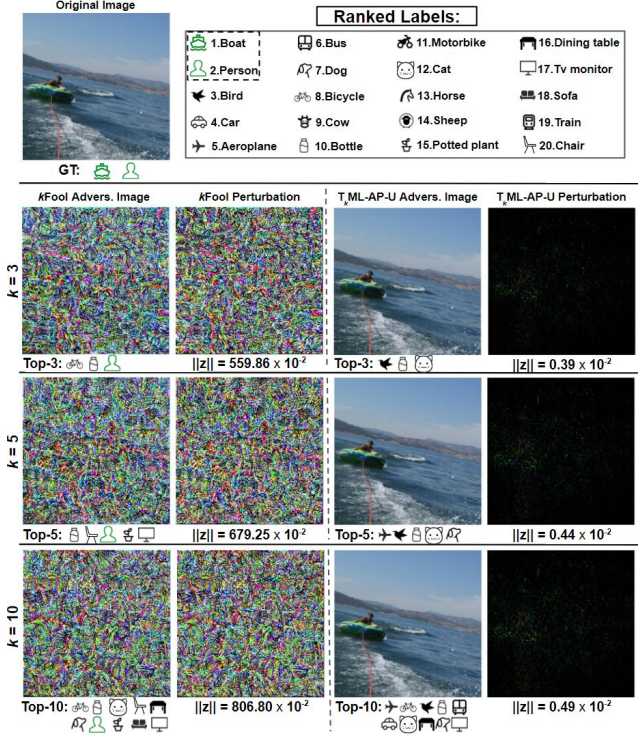 Original Image
GT:
Ranked Labels:
1.Boat 6.Bus 11.Motorbike 16.Dining table
2.Person 7.Dog 12.Cat 17.Tv monitor
3.Bird 8.Bicycle 13.Horse 18.Sofa
4.Car 9.Cow 14.Sheep 19.Train
5.Aeroplane 10.Bottle 15.Potted plant 20.Chair
kFool Advers. Image kFool Perturbation TkML-AP-U Advers. Image TkML-AP-U Perturbation
k = 3
Top-3: ||z|| = 559.86 x 10-2 Top-3: ||z|| = 0.39 x 10-2
k = 5
Top-5: ||z|| = 679.25 x 10-2 Top-5: ||z|| = 0.44 x 10-2
k = 10
Top-10: ||z|| = 806.80 x 10-2 Top-10: ||z|| = 0.49 x 10-2